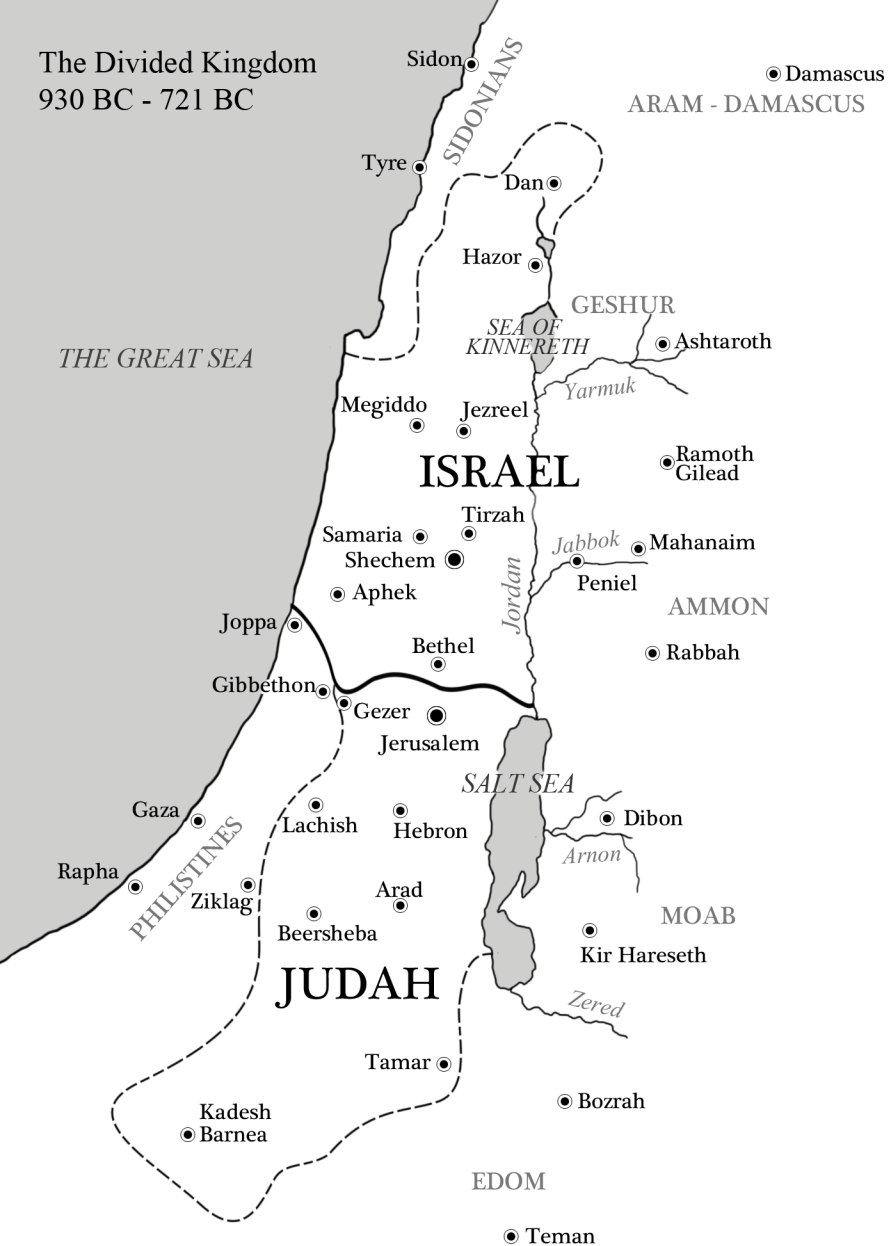 The Divided Kingdom
930 BC - 721 BC
Sidon
SIDONIANS
Damascus
ARAM - DAMASCUS
Tyre
Dan
Hazor
GESHUR
SEA OF
KINNERETH
Ashtaroth
THE GREAT SEA
Yarmuk
Megiddo
Jezreel
Ramoth
Gilead
ISRAEL
Tirzah
Samaria
Shechem
Jabbok
Mahanaim
Peniel
Aphek
Jordan
AMMON
Joppa
Bethel
Rabbah
Gibbethon
Gezer
Jerusalem
SALT SEA
Gaza
Lachish
Hebron
Dibon
Arnon
PHILISTINES
Rapha
Ziklag
Arad
Beersheba
MOAB
Kir Hareseth
JUDAH
Zered
Tamar
Bozrah
Kadesh
Barnea
EDOM
Teman